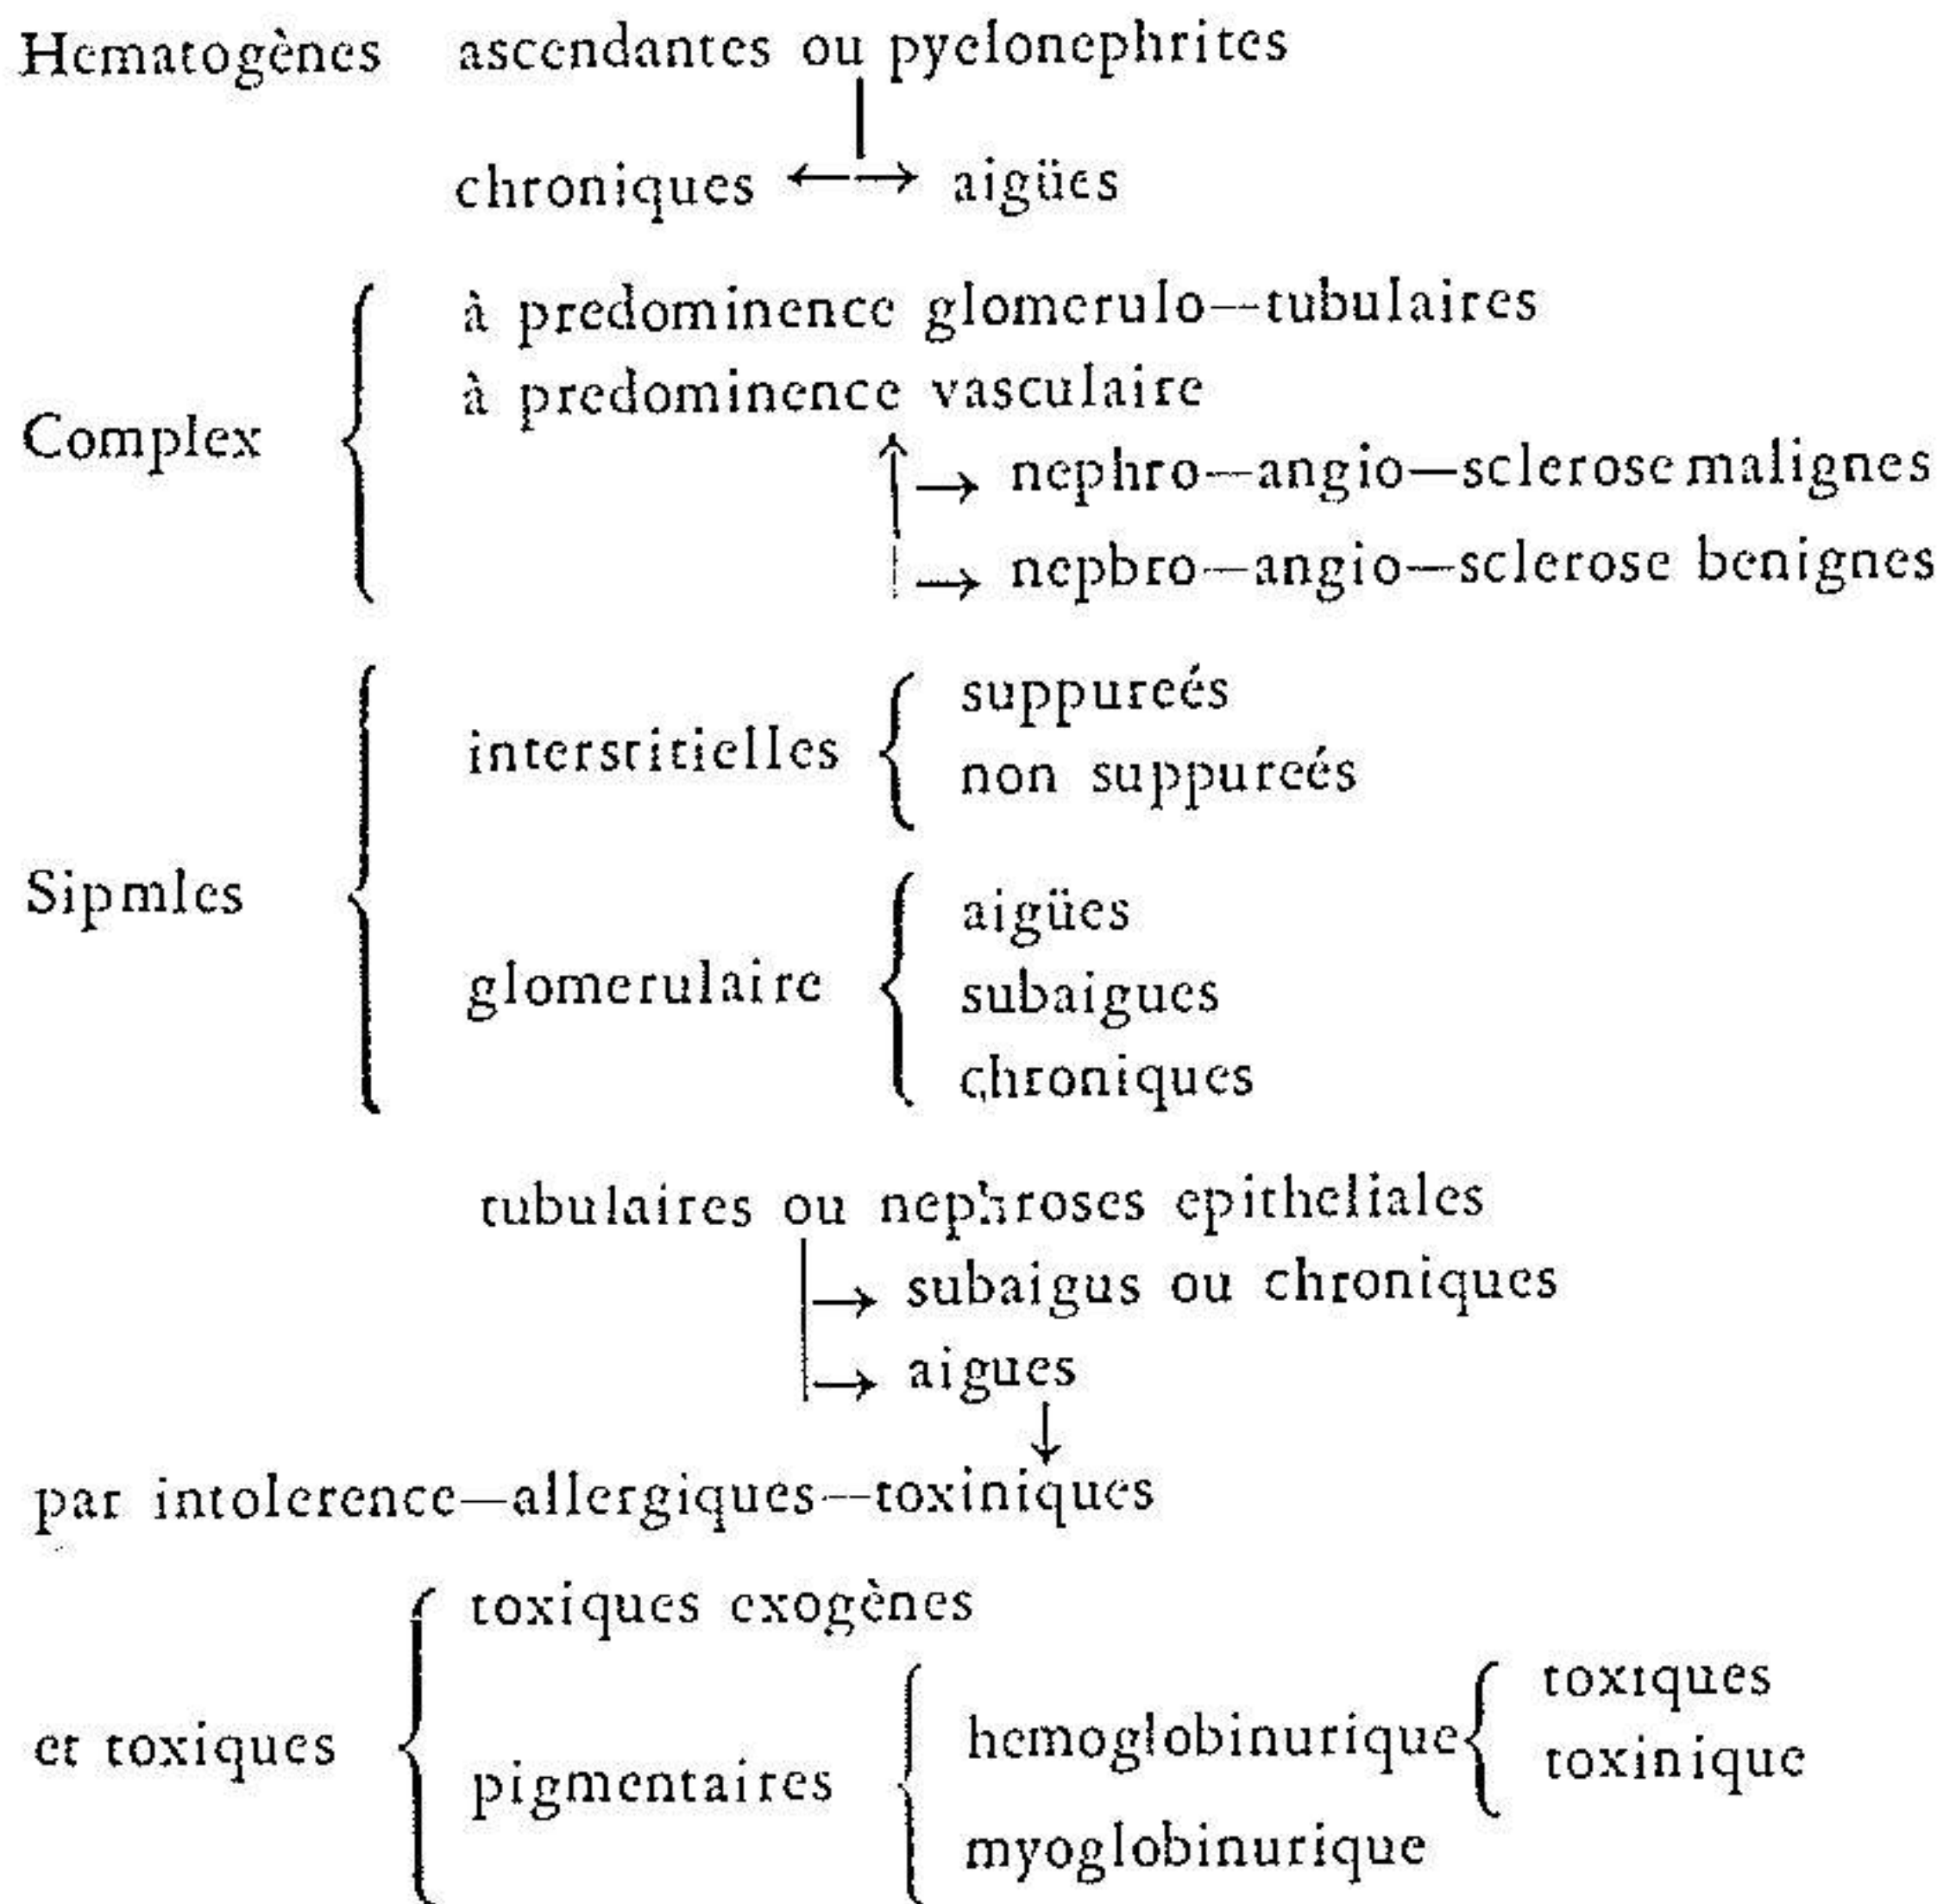 Hematogènes ascendantes ou pyelonephrites
chroniques ←→ aigües
à predominence glomerulo--tubulaires
à predominence vasculaire
Complex
→ nephro—angio—sclerose malignes
→ nepbro—angio—sclerose benignes
suppureés
interstitielles
non suppureés
Sipmles
aigües
glomerulaire
subaigues
chroniques
tubulaires ou nephroses epitheliales
→ subaigus ou chroniques
→ aigues
par intolerence—allergiques--toxiniques
toxiques exogènes
toxiques
hemoglobinurique
toxinique
et toxiques
pigmentaires
myoglobinurique